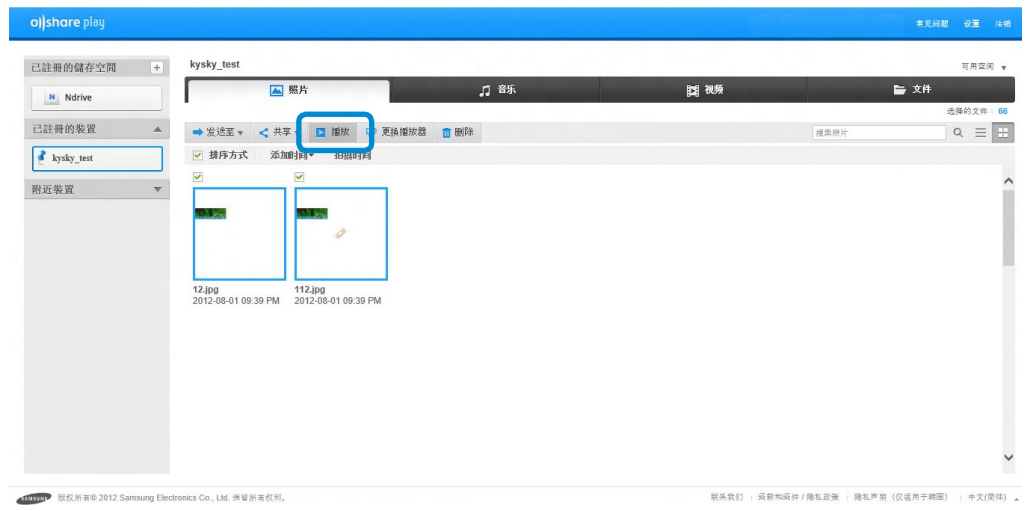 allshare play
常见问题 设置 注销
已註冊的儲存空間 +
kysky_test
可用空间
照片 音乐 视频 文件
N Ndrive
选择的文件 66
已註冊的裝置
发送至 共享 播放 更换播放器 删除
搜索照片
kysky_test
排序方式 添加时间 拍摄时间
附近裝置
12.jpg 112.jpg
2012-08-01 09:39 PM 2012-08-01 09:39 PM
SAMSUNG 版权所有© 2012 Samsung Electronics Co., Ltd. 保留所有权利。
联系我们 | 条款和条件 / 隐私政策 | 隐私声明 (仅适用于韩国) | 中文(简体)